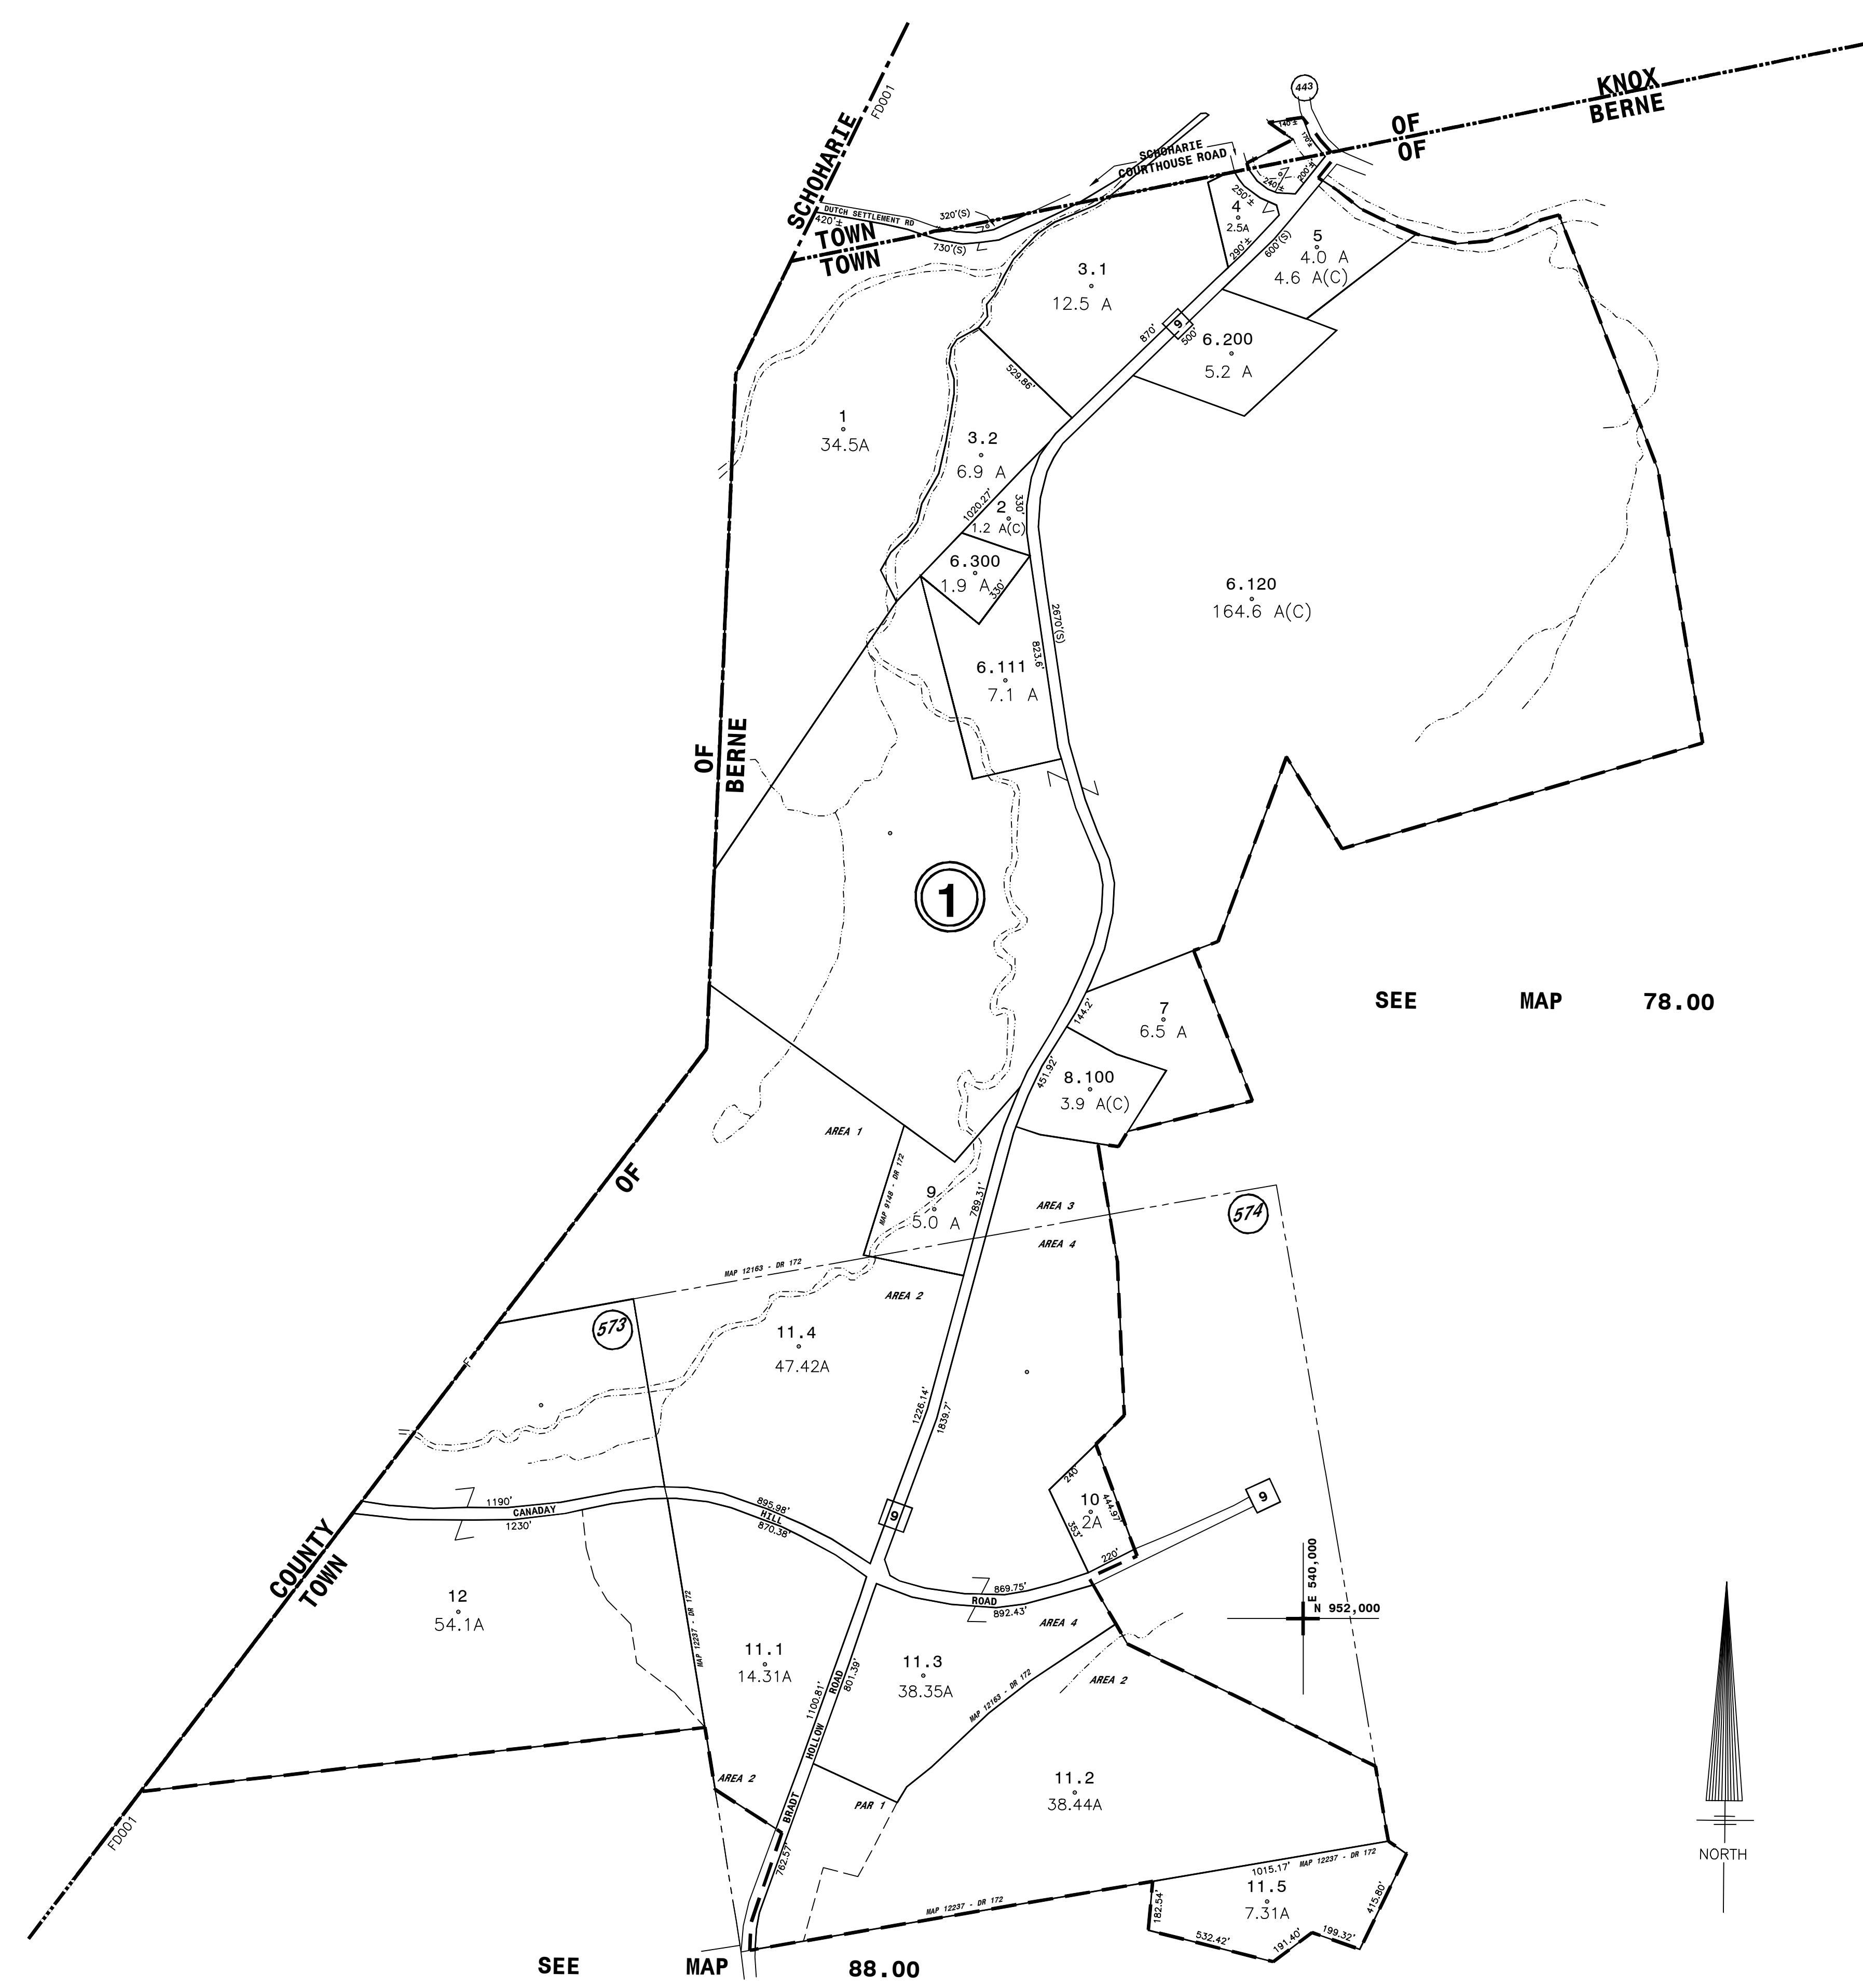 443
KNOX
BERNE
OF
OF
FD001
SCHOHARIE
SCHOHARIE
COURTHOUSE ROAD
140'±
170'±
200'±
240'±
250'±
DUTCH SETTLEMENT RD
420'±
320'(S)
730'(S)
TOWN
TOWN
4
2.5A
290'±
600'(S)
5
4.0 A
4.6 A(C)
3.1
12.5 A
9
870'
500'
6.200
5.2 A
529.86'
1
34.5A
3.2
6.9 A
1020.27'
330'
2
1.2 A(C)
6.300
1.9 A
330'
6.120
164.6 A(C)
2670'(S)
823.6'
6.111
7.1 A
OF
BERNE
1
SEE MAP 78.00
144.2'
7
6.5 A
451.92'
8.100
3.9 A(C)
AREA 1
OF
MAP 9148 - DR 172
9
5.0 A
789.31'
AREA 3
574
AREA 4
MAP 12163 - DR 172
AREA 2
573
11.4
47.42A
1226.14'
1839.7'
240'
10
2A
444.97'
353'
220'
9
1190'
CANADAY
1230'
895.98'
HILL
870.38'
9
869.75'
ROAD
892.43'
AREA 4
E 540,000
N 952,000
COUNTY
TOWN
12
54.1A
MAP 12237 - DR 172
11.1
14.31A
11.3
38.35A
1100.81'
ROAD
801.39'
HOLLOW
MAP 12163 - DR 172
AREA 2
AREA 2
PAR 1
BRADT
762.57'
11.2
38.44A
FD001
NORTH
1015.17'
MAP 12237 - DR 172
11.5
7.31A
182.54'
415.80'
532.42'
191.40'
199.32'
MAP 12237 - DR 172
SEE MAP 88.00